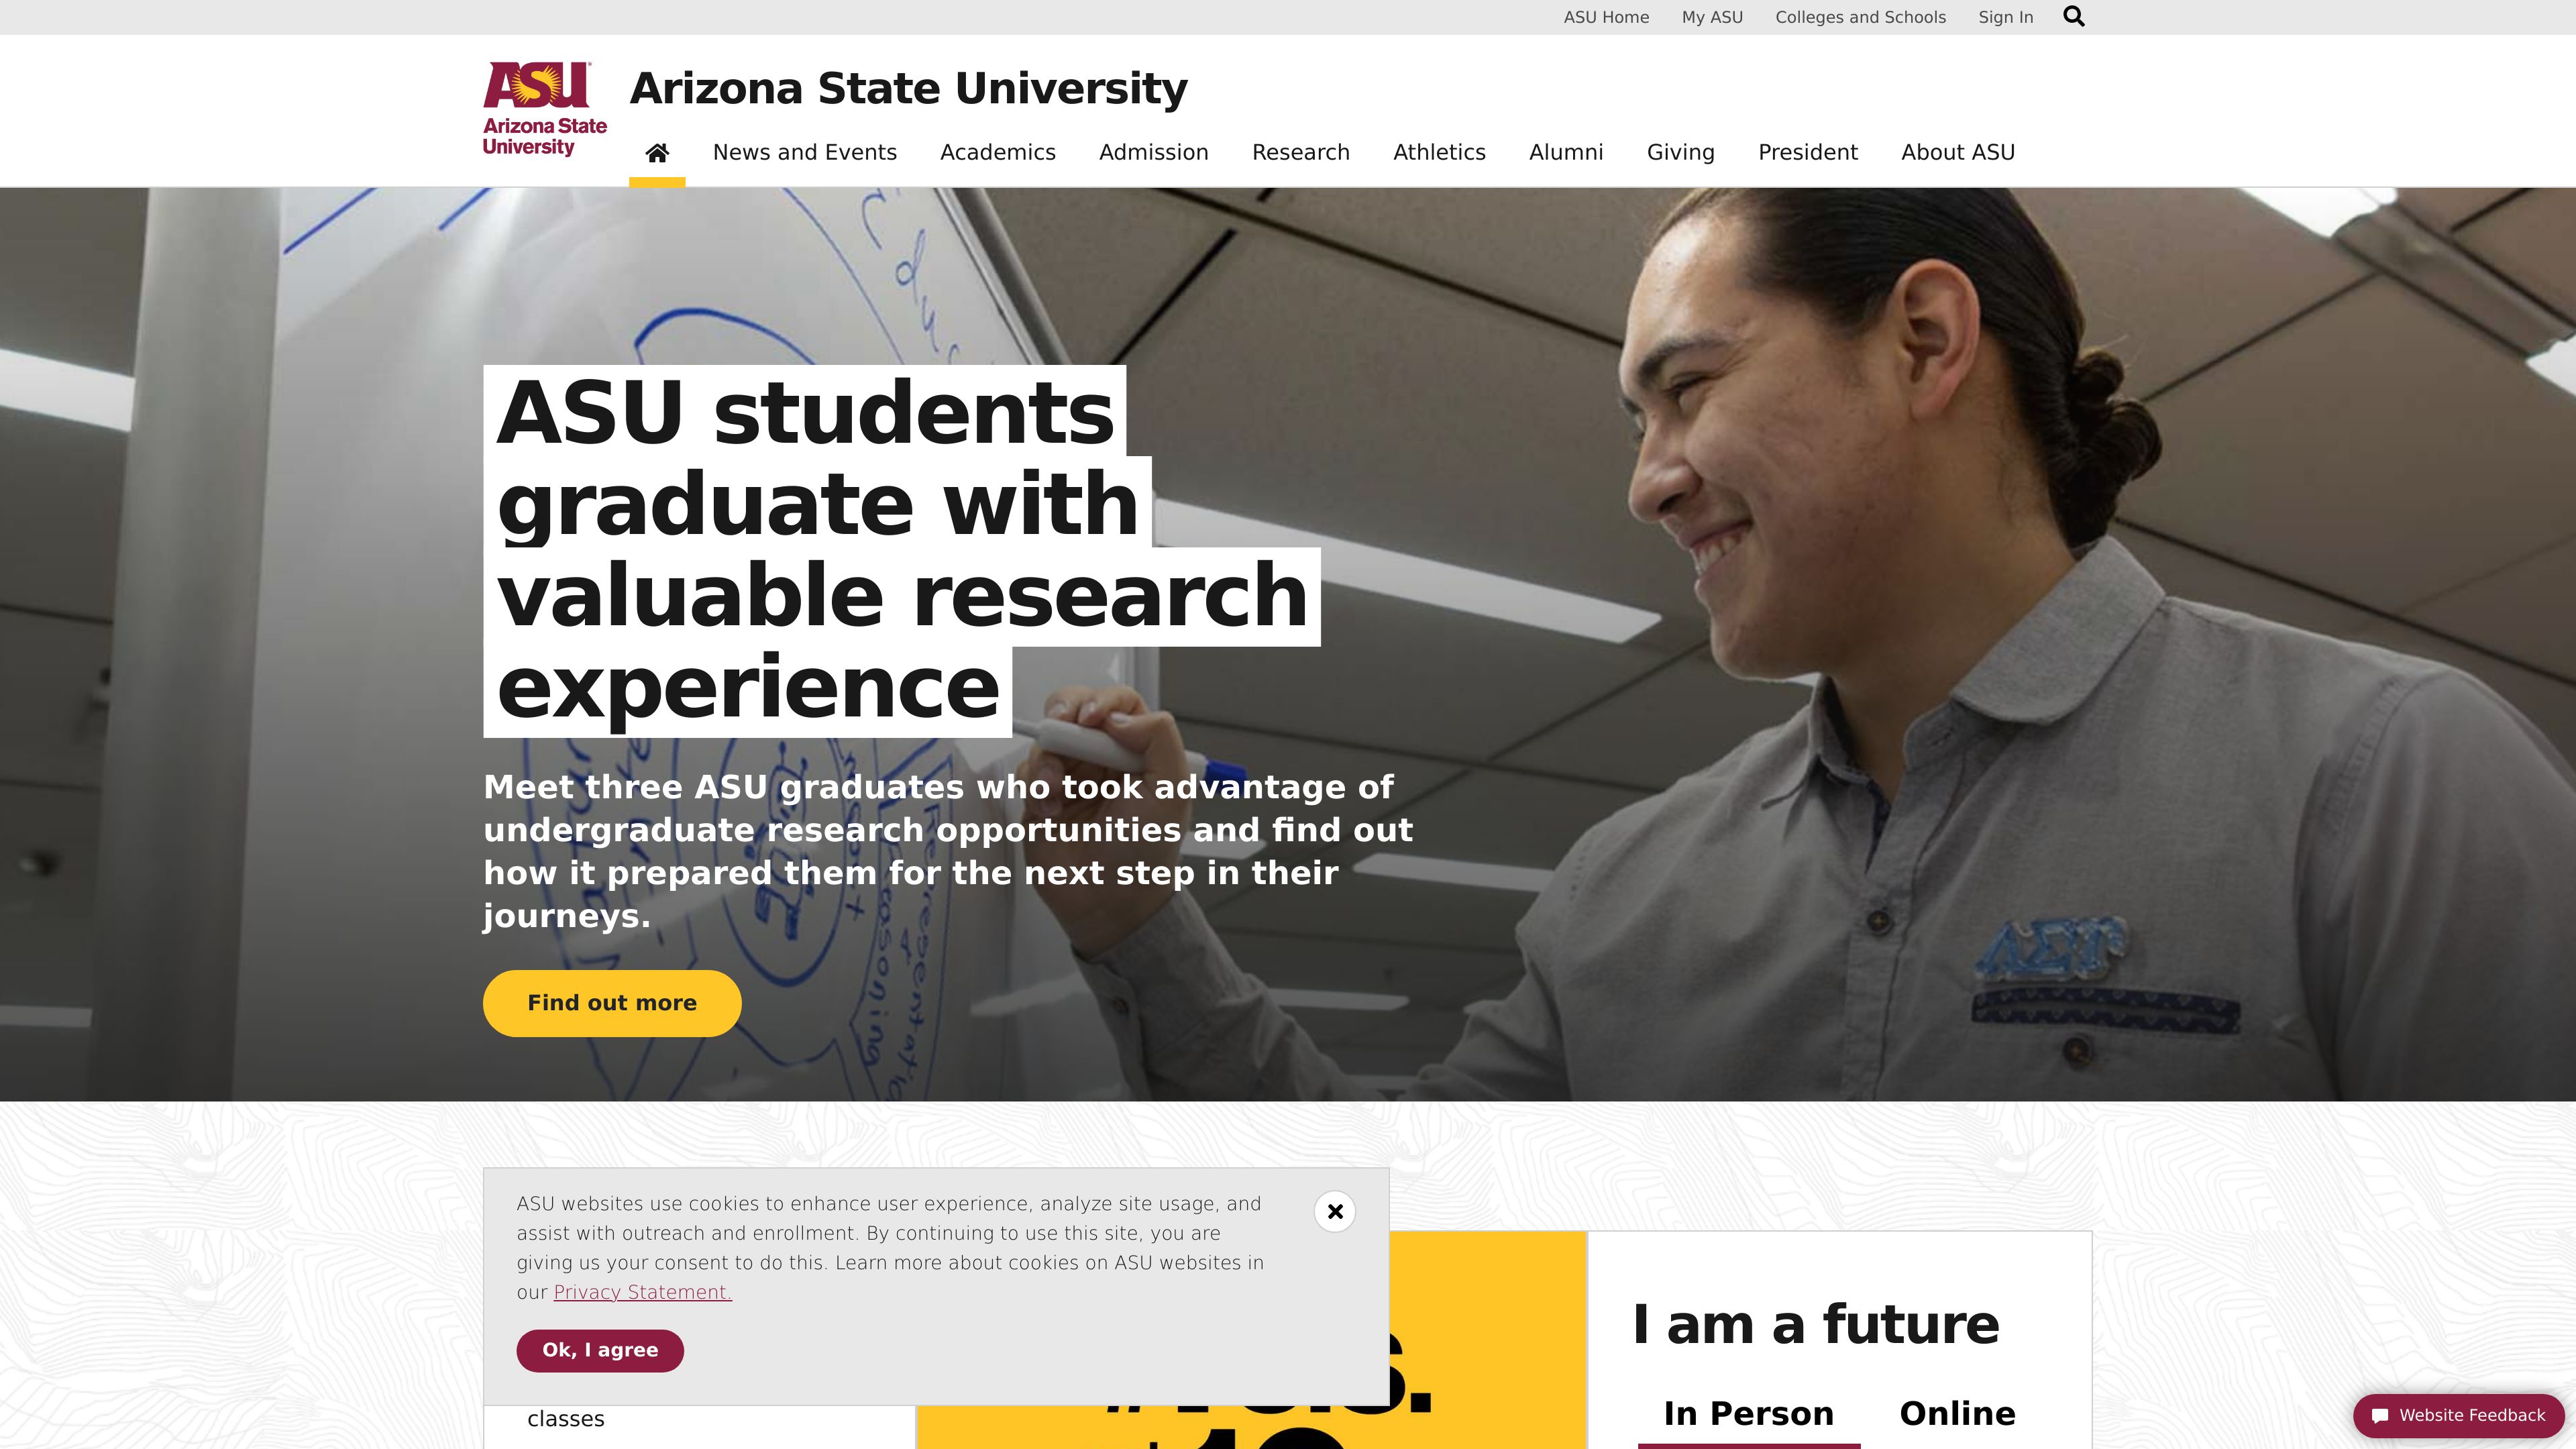 ASU Home
My ASU
Colleges and Schools
Sign In
ASU
Arizona State
University
Arizona State University
News and Events
Academics
Admission
Research
Athletics
Alumni
Giving
President
About ASU
ASU students
graduate with
valuable research
experience
Meet three ASU graduates who took advantage of
undergraduate research opportunities and find out
how it prepared them for the next step in their
journeys.
Find out more
ΛΣΓ
ASU websites use cookies to enhance user experience, analyze site usage, and
assist with outreach and enrollment. By continuing to use this site, you are
giving us your consent to do this. Learn more about cookies on ASU websites in
our Privacy Statement.
Ok, I agree
classes
I am a future
In Person
Online
Website Feedback